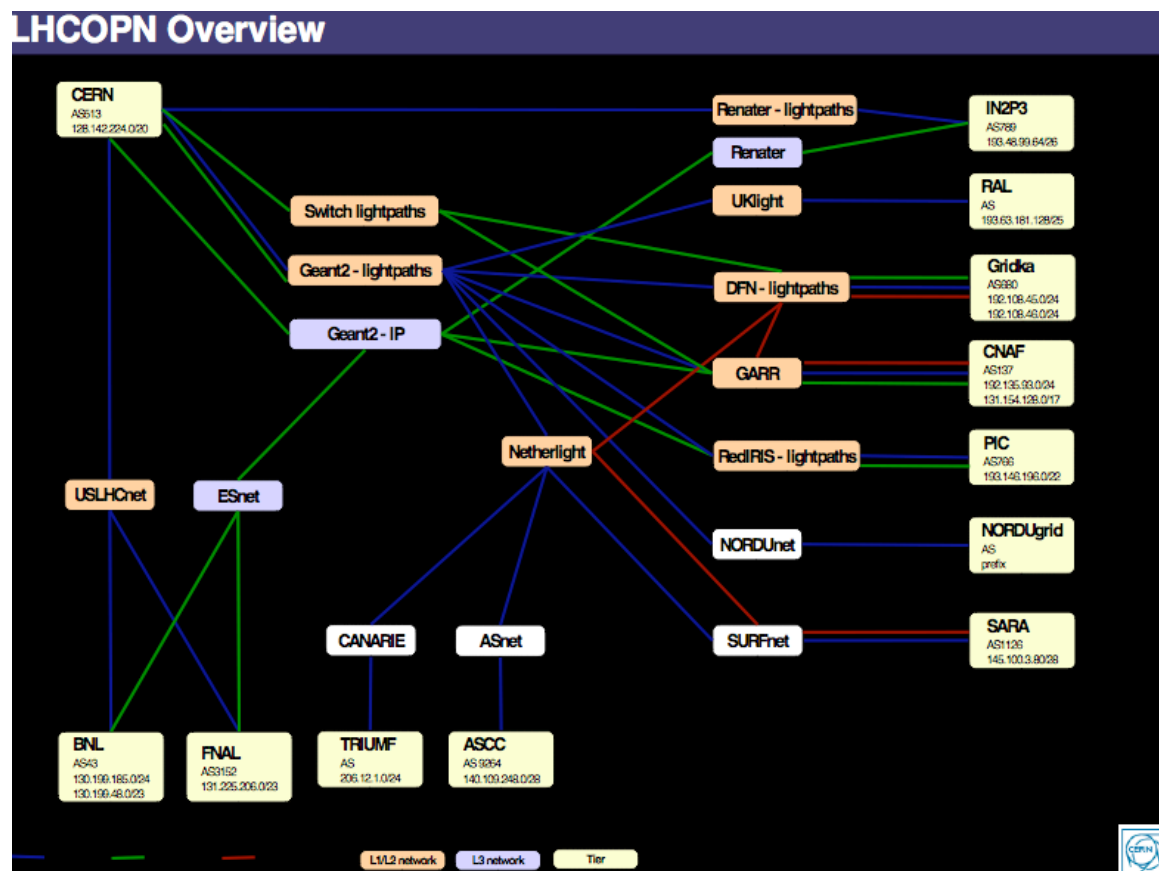 LHCOPN Overview
CERN
AS513
128.142.224.0/20
Renater - lightpaths
IN2P3
AS789
193.48.99.64/26
Renater
UKlight
RAL
AS
193.63.181.128/25
Switch lightpaths
Geant2 - lightpaths
DFN - lightpaths
Gridka
AS680
192.108.45.0/24
192.108.46.0/24
Geant2 - IP
GARR
CNAF
AS137
192.135.93.0/24
131.154.128.0/17
Netherlight
RedIRIS - lightpaths
PIC
AS766
193.146.196.0/22
USLHCnet
ESnet
NORDUnet
NORDUgrid
AS
prefix
CANARIE
ASnet
SURFnet
SARA
AS1126
145.100.3.80/28
BNL
AS43
130.199.185.0/24
130.199.48.0/23
FNAL
AS3152
131.225.206.0/23
TRIUMF
AS
206.12.1.0/24
ASCC
AS 9264
140.109.248.0/28
L1/L2 network
L3 network
Tier
CERN